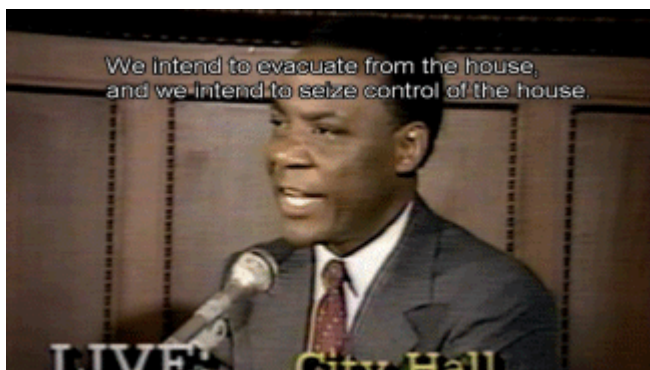 We intend to evacuate from the house,
and we intend to seize control of the house.
LIVE: City Hall